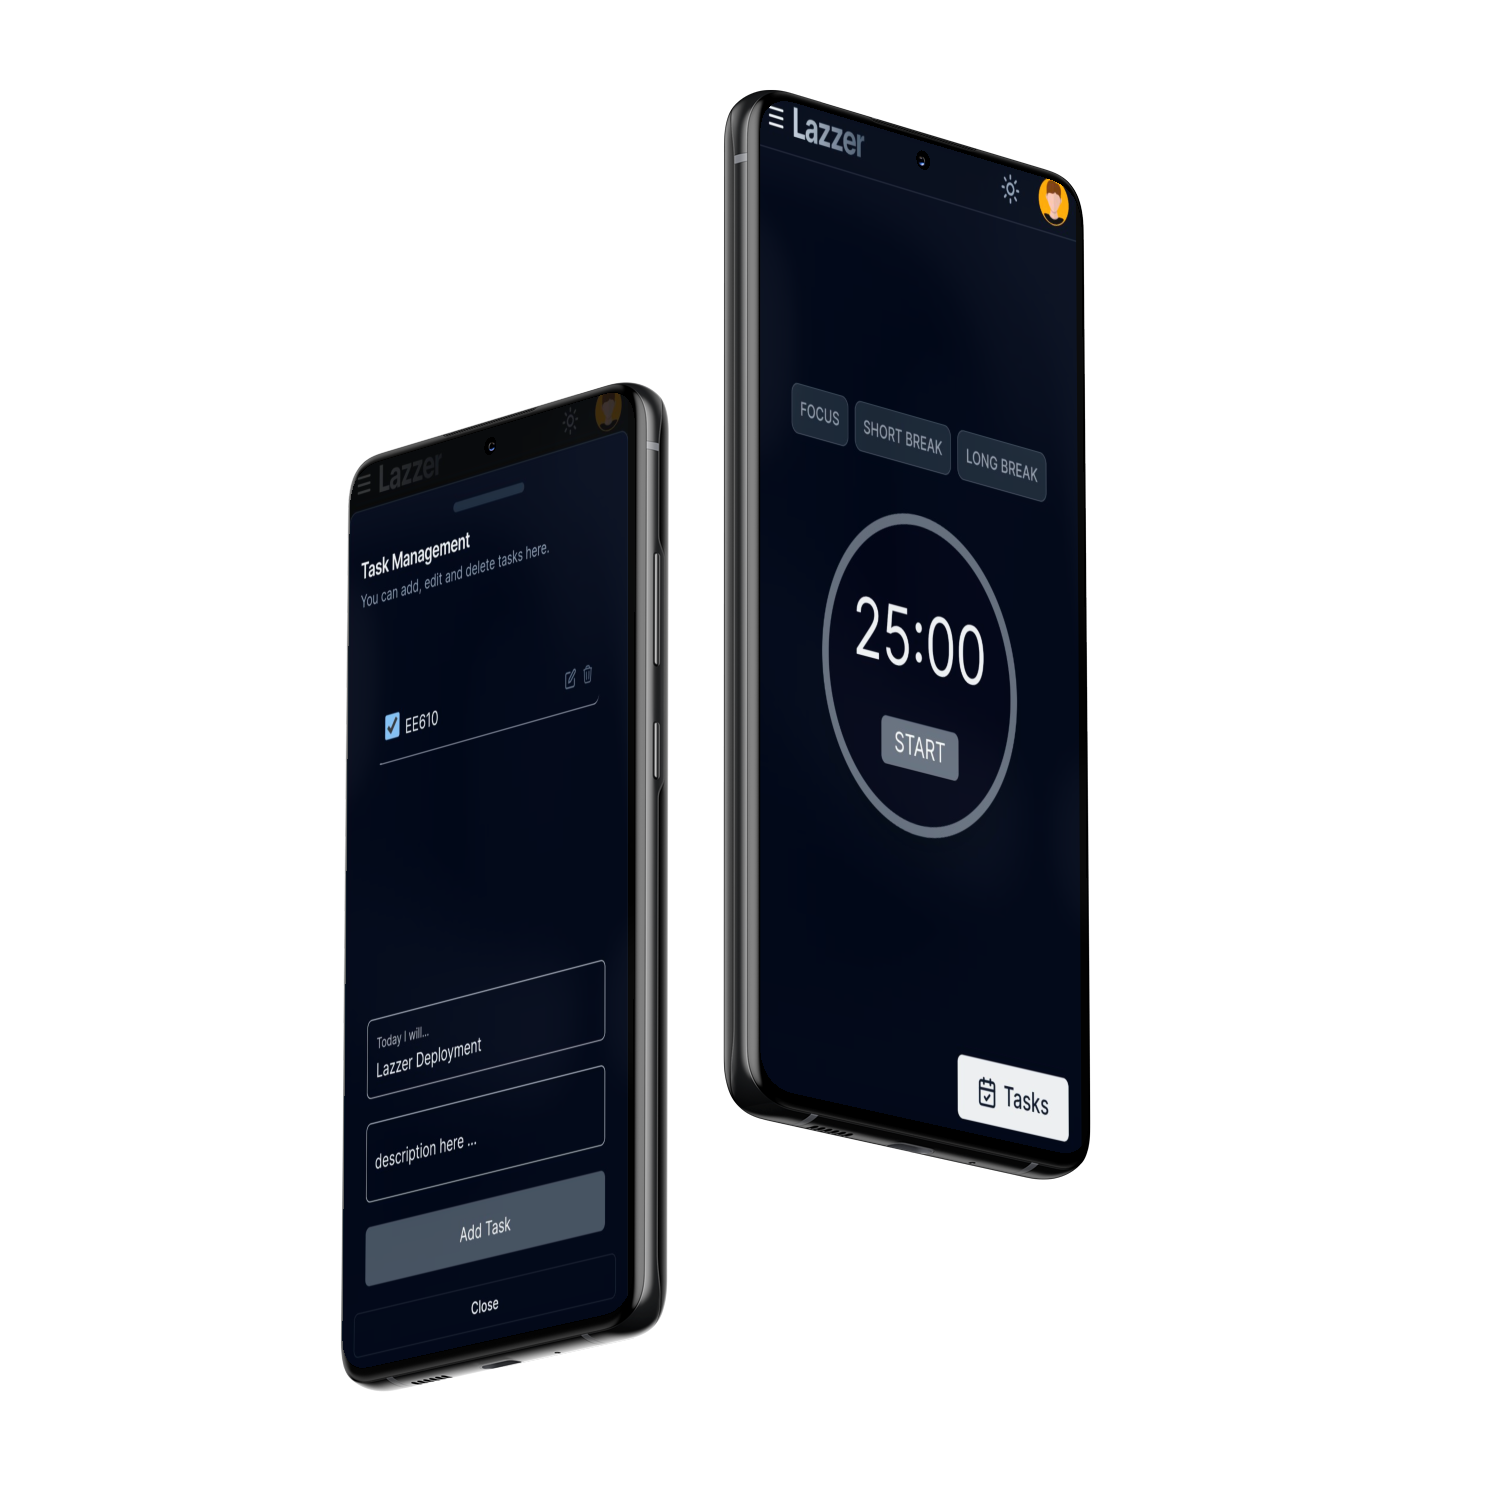 Lazzer
Task Management
You can add, edit and delete tasks here.
EE610
Today I will...
Lazzer Deployment
description here ...
Add Task
Close
Lazzer
FOCUS
SHORT BREAK
LONG BREAK
25:00
START
Tasks